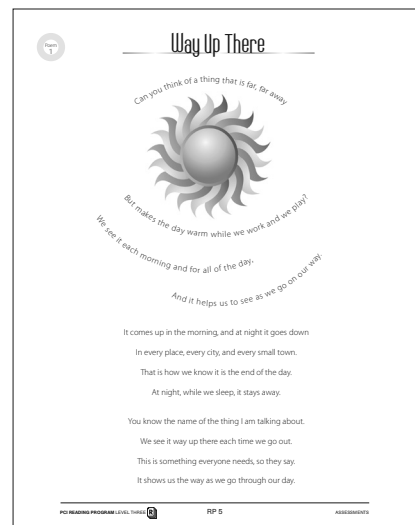 Poem
1
Way Up There
Can you think of a thing that is far, far away
But makes the day warm while we work and we play?
We see it each morning and for all of the day,
And it helps us to see as we go on our way.
It comes up in the morning, and at night it goes down
In every place, every city, and every small town.
That is how we know it is the end of the day.
At night, while we sleep, it stays away.
You know the name of the thing I am talking about.
We see it way up there each time we go out.
This is something everyone needs, so they say.
It shows us the way as we go through our day.
PCI READING PROGRAM LEVEL THREE R RP 5 ASSESSMENTS